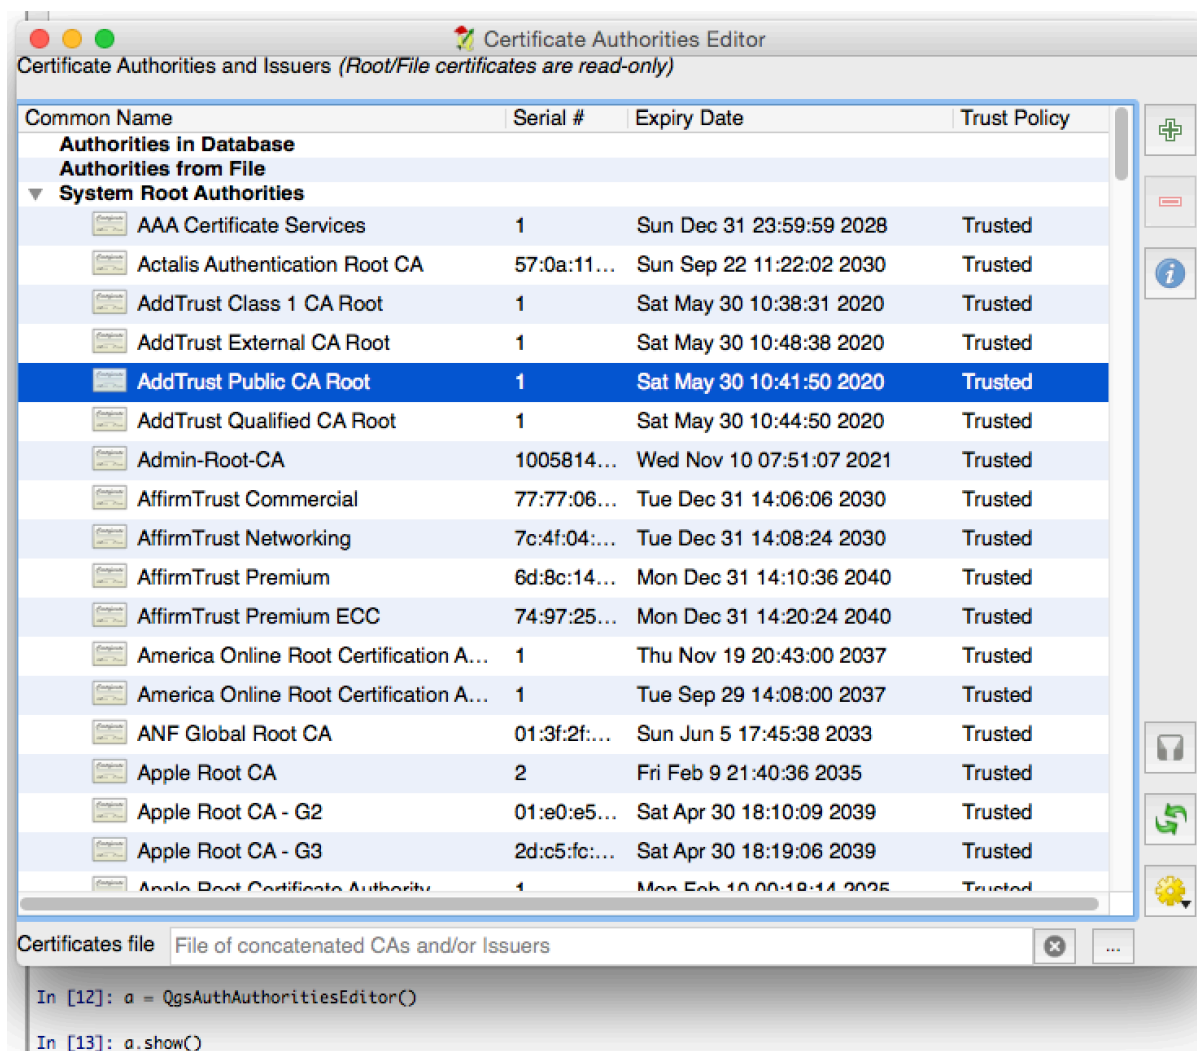 Certificate Authorities Editor
Certificate Authorities and Issuers (Root/File certificates are read-only)
Common Name Serial # Expiry Date Trust Policy
Authorities in Database
Authorities from File
System Root Authorities
AAA Certificate Services 1 Sun Dec 31 23:59:59 2028 Trusted
Actalis Authentication Root CA 57:0a:11... Sun Sep 22 11:22:02 2030 Trusted
AddTrust Class 1 CA Root 1 Sat May 30 10:38:31 2020 Trusted
AddTrust External CA Root 1 Sat May 30 10:48:38 2020 Trusted
AddTrust Public CA Root 1 Sat May 30 10:41:50 2020 Trusted
AddTrust Qualified CA Root 1 Sat May 30 10:44:50 2020 Trusted
Admin-Root-CA 1005814... Wed Nov 10 07:51:07 2021 Trusted
AffirmTrust Commercial 77:77:06... Tue Dec 31 14:06:06 2030 Trusted
AffirmTrust Networking 7c:4f:04:... Tue Dec 31 14:08:24 2030 Trusted
AffirmTrust Premium 6d:8c:14... Mon Dec 31 14:10:36 2040 Trusted
AffirmTrust Premium ECC 74:97:25... Mon Dec 31 14:20:24 2040 Trusted
America Online Root Certification A... 1 Thu Nov 19 20:43:00 2037 Trusted
America Online Root Certification A... 1 Tue Sep 29 14:08:00 2037 Trusted
ANF Global Root CA 01:3f:2f:... Sun Jun 5 17:45:38 2033 Trusted
Apple Root CA 2 Fri Feb 9 21:40:36 2035 Trusted
Apple Root CA - G2 01:e0:e5... Sat Apr 30 18:10:09 2039 Trusted
Apple Root CA - G3 2d:c5:fc:... Sat Apr 30 18:19:06 2039 Trusted
Apple Root Certificate Authority 1 Mon Feb 10 00:18:14 2025 Trusted
Certificates file File of concatenated CAs and/or Issuers ...
In [12]: a = QgsAuthAuthoritiesEditor()
In [13]: a.show()